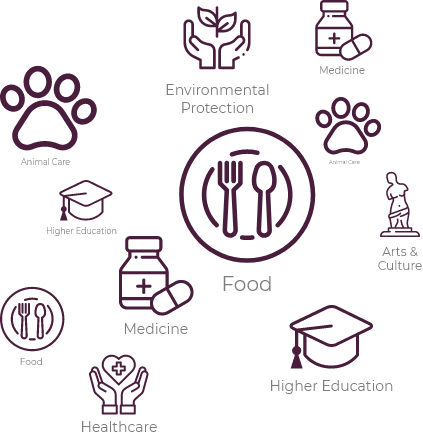 Environmental
Protection
Medicine
Animal Care
Animal Care
Higher Education
Arts &
Culture
Food
Medicine
Food
Higher Education
Healthcare